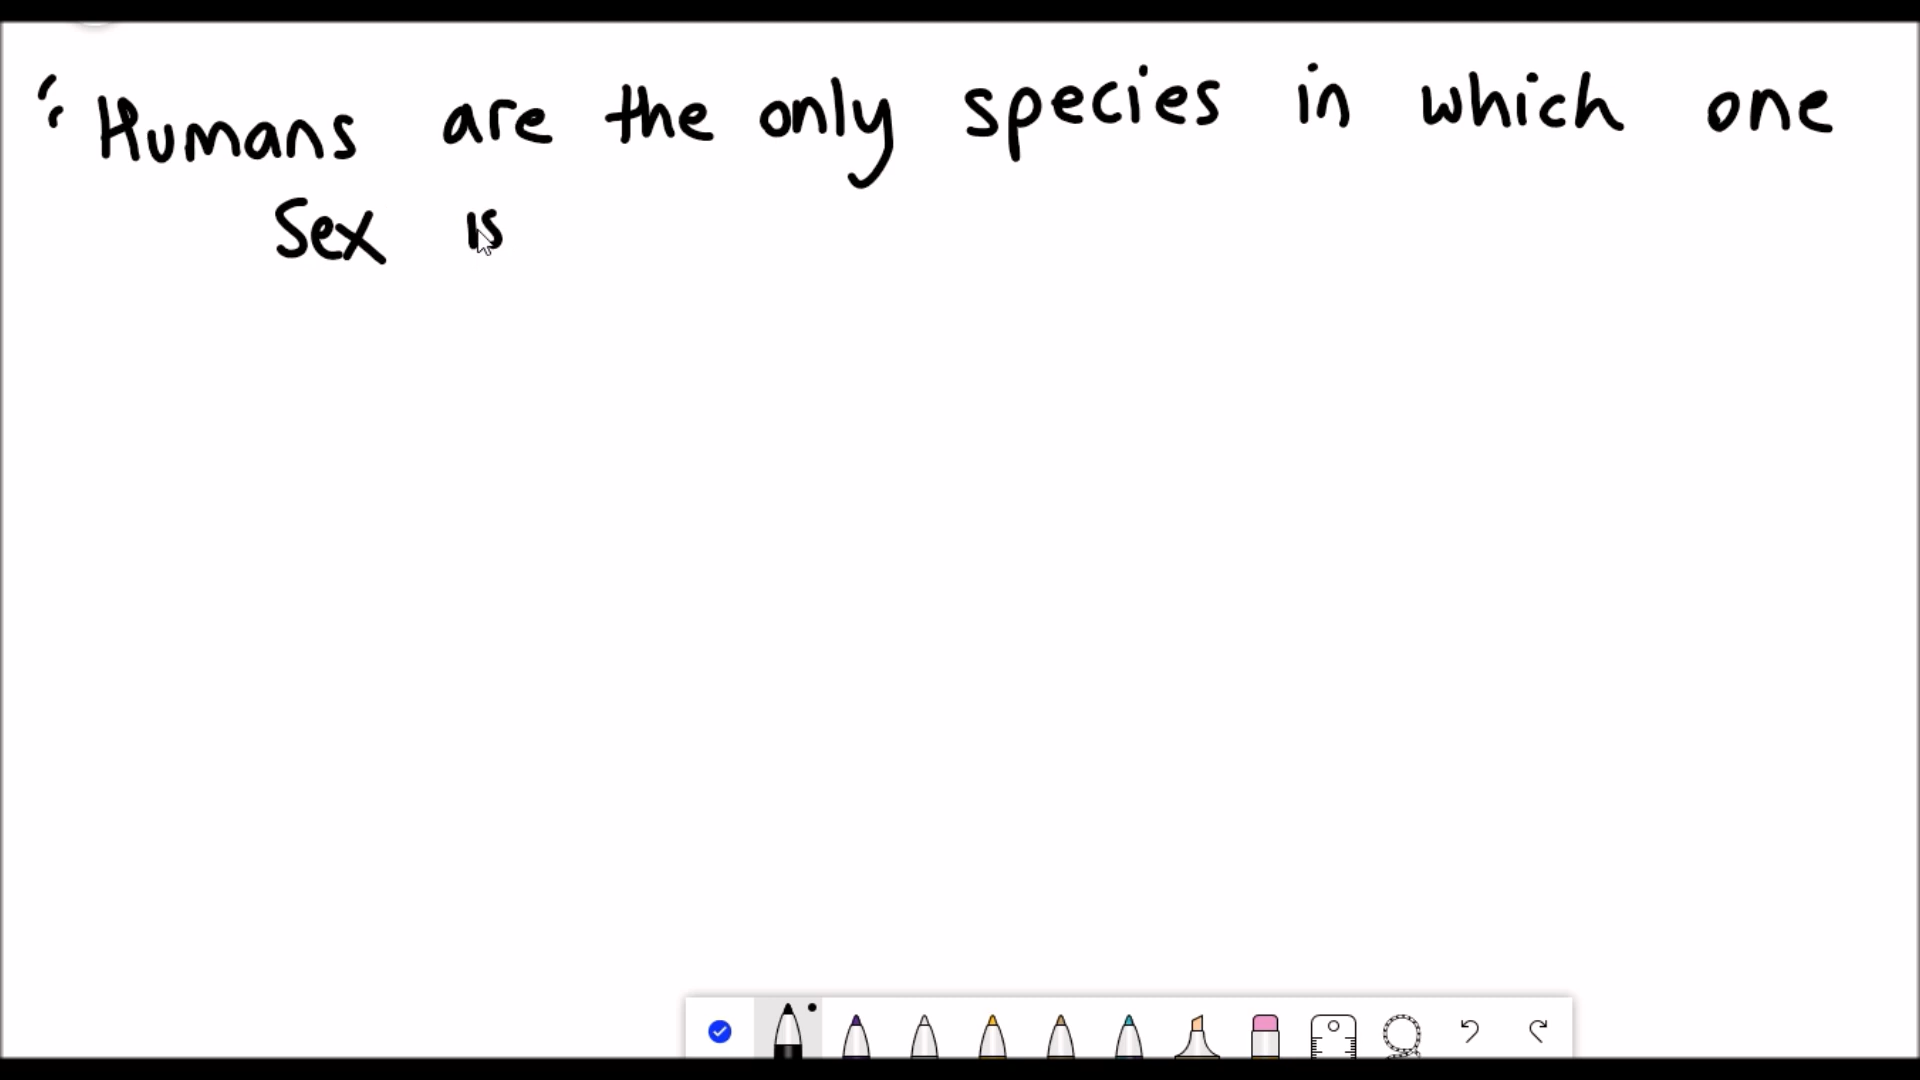 " Humans are the only species in which one
Sex is